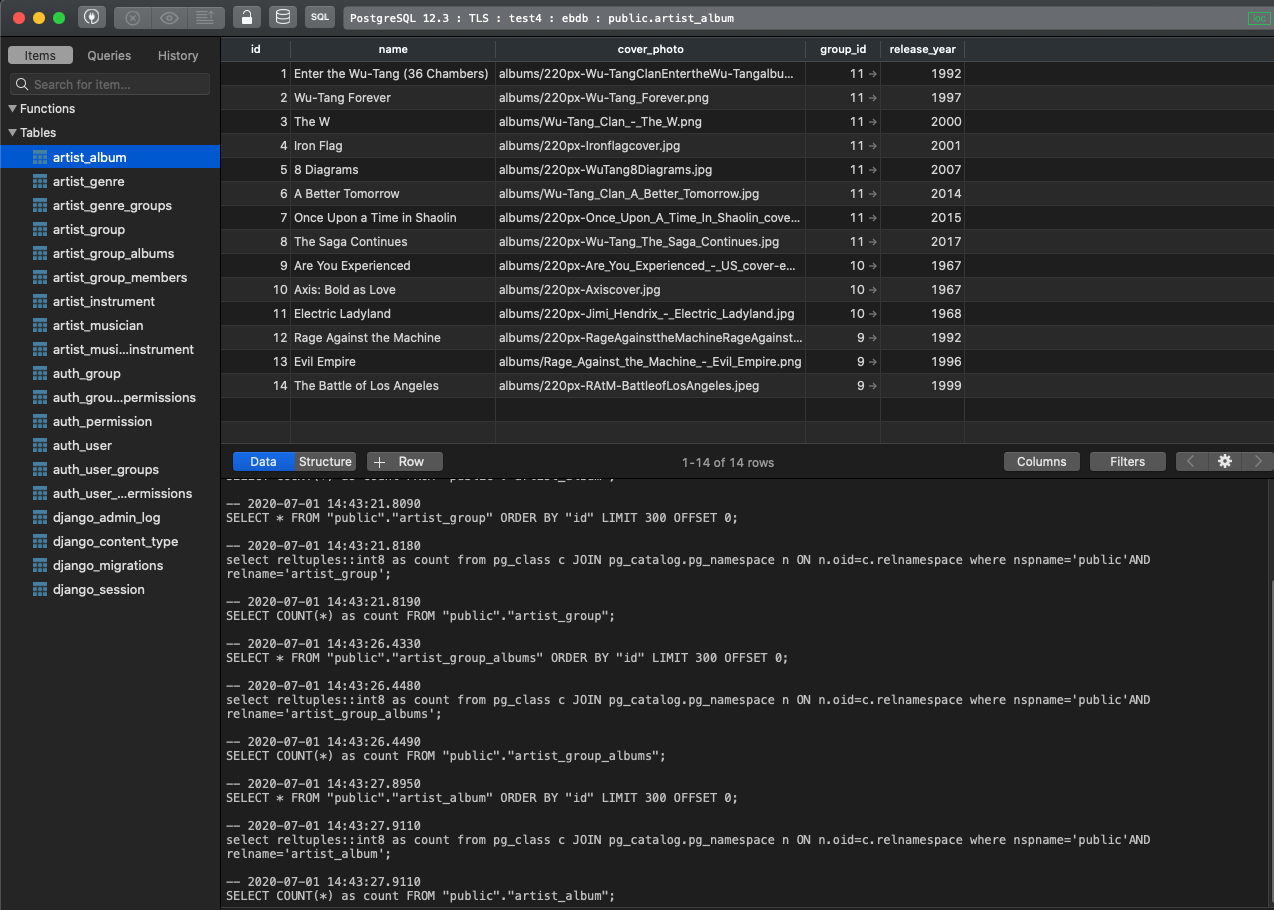 SQL
PostgreSQL 12.3 : TLS : test4 : ebdb : public.artist_album
loc
Items Queries History
Search for item...
Functions
Tables
artist_album
artist_genre
artist_genre_groups
artist_group
artist_group_albums
artist_group_members
artist_instrument
artist_musician
artist_musi...instrument
auth_group
auth_grou...permissions
auth_permission
auth_user
auth_user_groups
auth_user_...ermissions
django_admin_log
django_content_type
django_migrations
django_session
id name cover_photo group_id release_year
1 Enter the Wu-Tang (36 Chambers) albums/220px-Wu-TangClanEntertheWu-Tangalbu... 11 → 1992
2 Wu-Tang Forever albums/220px-Wu-Tang_Forever.png 11 → 1997
3 The W albums/Wu-Tang_Clan_-_The_W.png 11 → 2000
4 Iron Flag albums/220px-Ironflagcover.jpg 11 → 2001
5 8 Diagrams albums/220px-WuTang8Diagrams.jpg 11 → 2007
6 A Better Tomorrow albums/Wu-Tang_Clan_A_Better_Tomorrow.jpg 11 → 2014
7 Once Upon a Time in Shaolin albums/220px-Once_Upon_A_Time_In_Shaolin_cove... 11 → 2015
8 The Saga Continues albums/220px-Wu-Tang_The_Saga_Continues.jpg 11 → 2017
9 Are You Experienced albums/220px-Are_You_Experienced_-_US_cover-e... 10 → 1967
10 Axis: Bold as Love albums/220px-Axiscover.jpg 10 → 1967
11 Electric Ladyland albums/220px-Jimi_Hendrix_-_Electric_Ladyland.jpg 10 → 1968
12 Rage Against the Machine albums/220px-RageAgainsttheMachineRageAgainst... 9 → 1992
13 Evil Empire albums/Rage_Against_the_Machine_-_Evil_Empire.png 9 → 1996
14 The Battle of Los Angeles albums/220px-RAtM-BattleofLosAngeles.jpeg 9 → 1999
Data Structure + Row 1-14 of 14 rows Columns Filters
SELECT COUNT(*) as count FROM "public"."artist_album";
-- 2020-07-01 14:43:21.8090
SELECT * FROM "public"."artist_group" ORDER BY "id" LIMIT 300 OFFSET 0;
-- 2020-07-01 14:43:21.8180
select reltuples::int8 as count from pg_class c JOIN pg_catalog.pg_namespace n ON n.oid=c.relnamespace where nspname='public'AND
relname='artist_group';
-- 2020-07-01 14:43:21.8190
SELECT COUNT(*) as count FROM "public"."artist_group";
-- 2020-07-01 14:43:26.4330
SELECT * FROM "public"."artist_group_albums" ORDER BY "id" LIMIT 300 OFFSET 0;
-- 2020-07-01 14:43:26.4480
select reltuples::int8 as count from pg_class c JOIN pg_catalog.pg_namespace n ON n.oid=c.relnamespace where nspname='public'AND
relname='artist_group_albums';
-- 2020-07-01 14:43:26.4490
SELECT COUNT(*) as count FROM "public"."artist_group_albums";
-- 2020-07-01 14:43:27.8950
SELECT * FROM "public"."artist_album" ORDER BY "id" LIMIT 300 OFFSET 0;
-- 2020-07-01 14:43:27.9110
select reltuples::int8 as count from pg_class c JOIN pg_catalog.pg_namespace n ON n.oid=c.relnamespace where nspname='public'AND
relname='artist_album';
-- 2020-07-01 14:43:27.9110
SELECT COUNT(*) as count FROM "public"."artist_album";